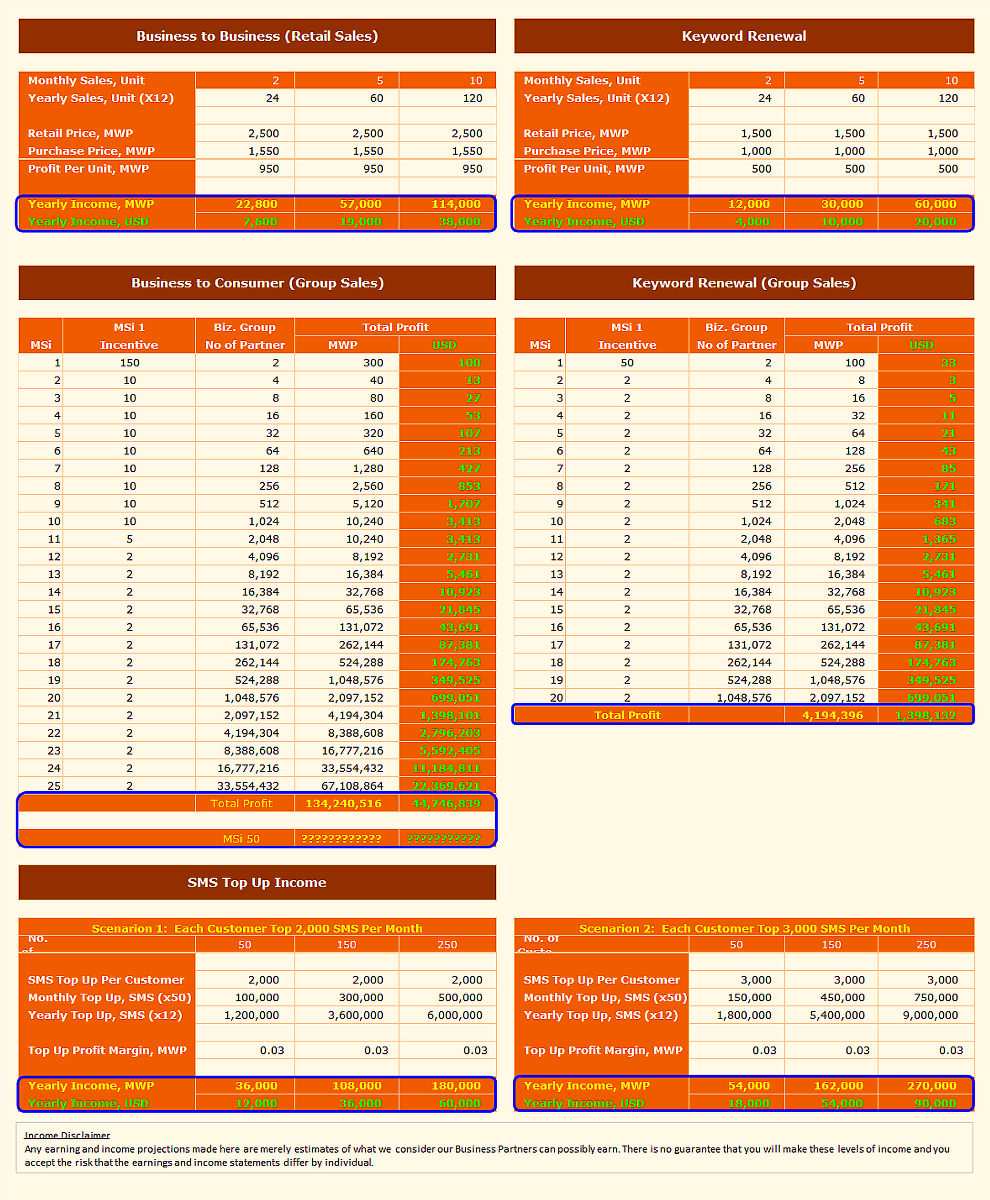 Business to Business (Retail Sales)
Monthly Sales, Unit 2 5 10
Yearly Sales, Unit (X12) 24 60 120
Retail Price, MWP 2,500 2,500 2,500
Purchase Price, MWP 1,550 1,550 1,550
Profit Per Unit, MWP 950 950 950
Yearly Income, MWP 22,800 57,000 114,000
Yearly Income, USD 7,600 19,000 38,000
Keyword Renewal
Monthly Sales, Unit 2 5 10
Yearly Sales, Unit (X12) 24 60 120
Retail Price, MWP 1,500 1,500 1,500
Purchase Price, MWP 1,000 1,000 1,000
Profit Per Unit, MWP 500 500 500
Yearly Income, MWP 12,000 30,000 60,000
Yearly Income, USD 4,000 10,000 20,000
Business to Consumer (Group Sales)
MSi 1 Biz. Group Total Profit
MSi Incentive No of Partner MWP USD
1 150 2 300 100
2 10 4 40 13
3 10 8 80 27
4 10 16 160 53
5 10 32 320 107
6 10 64 640 213
7 10 128 1,280 427
8 10 256 2,560 853
9 10 512 5,120 1,707
10 10 1,024 10,240 3,413
11 5 2,048 10,240 3,413
12 2 4,096 8,192 2,731
13 2 8,192 16,384 5,461
14 2 16,384 32,768 10,923
15 2 32,768 65,536 21,845
16 2 65,536 131,072 43,691
17 2 131,072 262,144 87,381
18 2 262,144 524,288 174,763
19 2 524,288 1,048,576 349,525
20 2 1,048,576 2,097,152 699,051
21 2 2,097,152 4,194,304 1,398,101
22 2 4,194,304 8,388,608 2,796,203
23 2 8,388,608 16,777,216 5,592,405
24 2 16,777,216 33,554,432 11,184,811
25 2 33,554,432 67,108,864 22,369,621
Total Profit 134,240,516 44,746,839
MSi 50 ???????????? ???????????
Keyword Renewal (Group Sales)
MSi 1 Biz. Group Total Profit
MSi Incentive No of Partner MWP USD
1 50 2 100 33
2 2 4 8 3
3 2 8 16 5
4 2 16 32 11
5 2 32 64 21
6 2 64 128 43
7 2 128 256 85
8 2 256 512 171
9 2 512 1,024 341
10 2 1,024 2,048 683
11 2 2,048 4,096 1,365
12 2 4,096 8,192 2,731
13 2 8,192 16,384 5,461
14 2 16,384 32,768 10,923
15 2 32,768 65,536 21,845
16 2 65,536 131,072 43,691
17 2 131,072 262,144 87,381
18 2 262,144 524,288 174,763
19 2 524,288 1,048,576 349,525
20 2 1,048,576 2,097,152 699,051
Total Profit 4,194,396 1,398,132
SMS Top Up Income
Scenarion 1: Each Customer Top 2,000 SMS Per Month
No. of 50 150 250
SMS Top Up Per Customer 2,000 2,000 2,000
Monthly Top Up, SMS (x50) 100,000 300,000 500,000
Yearly Top Up, SMS (x12) 1,200,000 3,600,000 6,000,000
Top Up Profit Margin, MWP 0.03 0.03 0.03
Yearly Income, MWP 36,000 108,000 180,000
Yearly Income, USD 12,000 36,000 60,000
Scenarion 2: Each Customer Top 3,000 SMS Per Month
No. of 50 150 250
SMS Top Up Per Customer 3,000 3,000 3,000
Monthly Top Up, SMS (x50) 150,000 450,000 750,000
Yearly Top Up, SMS (x12) 1,800,000 5,400,000 9,000,000
Top Up Profit Margin, MWP 0.03 0.03 0.03
Yearly Income, MWP 54,000 162,000 270,000
Yearly Income, USD 18,000 54,000 90,000
Income Disclaimer
Any earning and income projections made here are merely estimates of what we consider our Business Partners can possibly earn. There is no guarantee that you will make these levels of income and you
accept the risk that the earnings and income statements differ by individual.